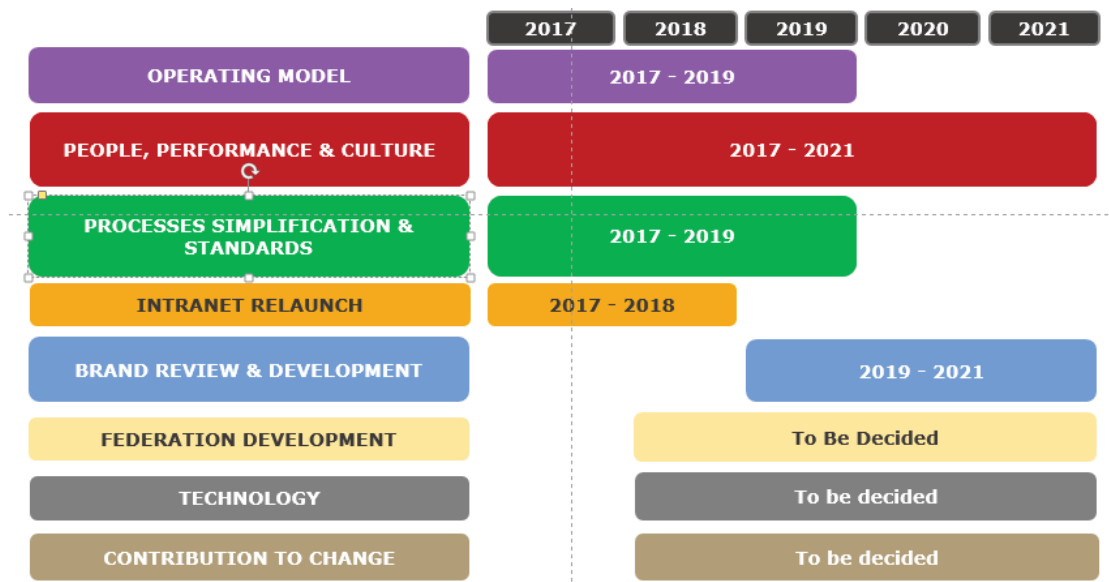 2017 2018 2019 2020 2021
OPERATING MODEL 2017 - 2019
PEOPLE, PERFORMANCE & CULTURE 2017 - 2021
PROCESSES SIMPLIFICATION &
STANDARDS 2017 - 2019
INTRANET RELAUNCH 2017 - 2018
BRAND REVIEW & DEVELOPMENT 2019 - 2021
FEDERATION DEVELOPMENT To Be Decided
TECHNOLOGY To be decided
CONTRIBUTION TO CHANGE To be decided